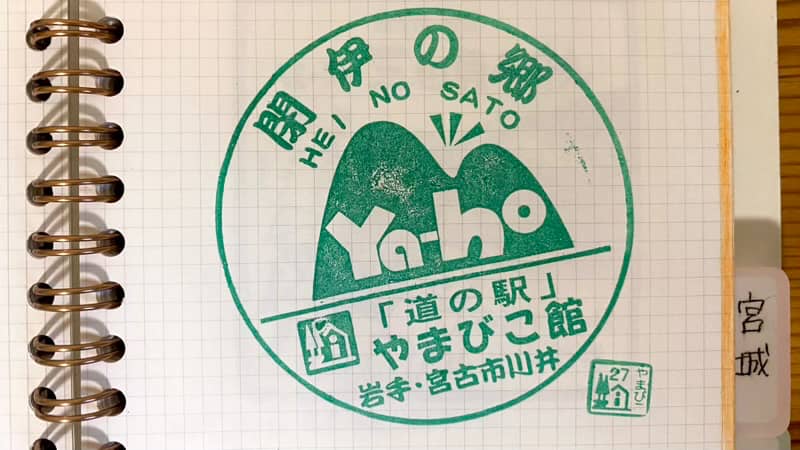 閉伊の郷
HEI NO SATO
Ya-ho
「道の駅」
やまびこ館
岩手・宮古市川井
27
やまびこ
宮城